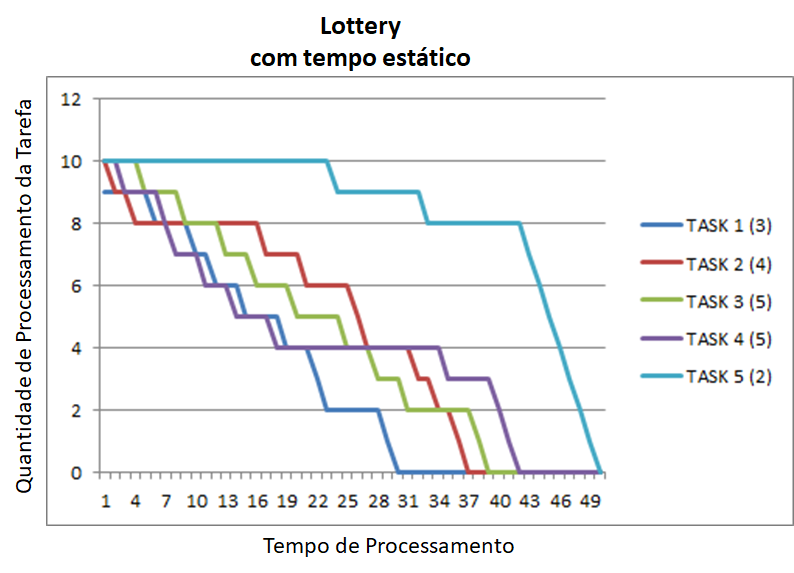 Lottery
com tempo estático
Quantidade de Processamento da Tarefa
12
10
8
6
4
2
0
1 4 7 10 13 16 19 22 25 28 31 34 37 40 43 46 49
Tempo de Processamento
TASK 1 (3)
TASK 2 (4)
TASK 3 (5)
TASK 4 (5)
TASK 5 (2)